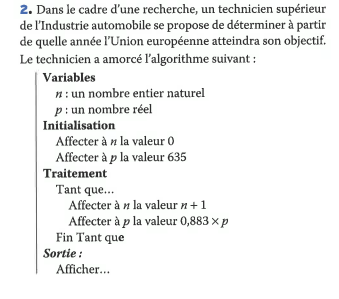 2. Dans le cadre d'une recherche, un technicien supérieur
de l'Industrie automobile se propose de déterminer à partir
de quelle année l'Union européenne atteindra son objectif.
Le technicien a amorcé l'algorithme suivant :
Variables
n : un nombre entier naturel
p : un nombre réel
Initialisation
Affecter à n la valeur 0
Affecter à p la valeur 635
Traitement
Tant que...
Affecter à n la valeur n + 1
Affecter à p la valeur 0,883 × p
Fin Tant que
Sortie :
Afficher...